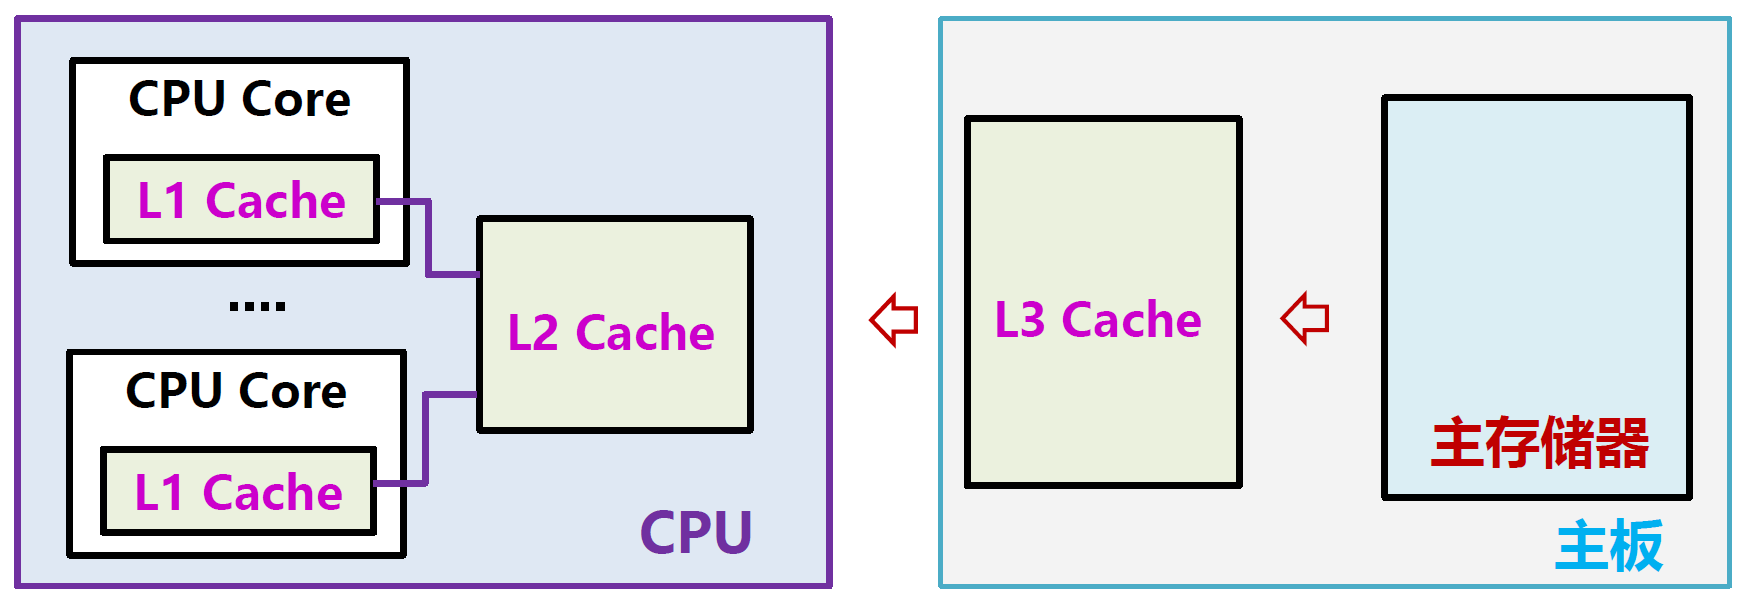 CPU Core
L1 Cache
....
CPU Core
L1 Cache
L2 Cache
CPU
L3 Cache
主存储器
主板